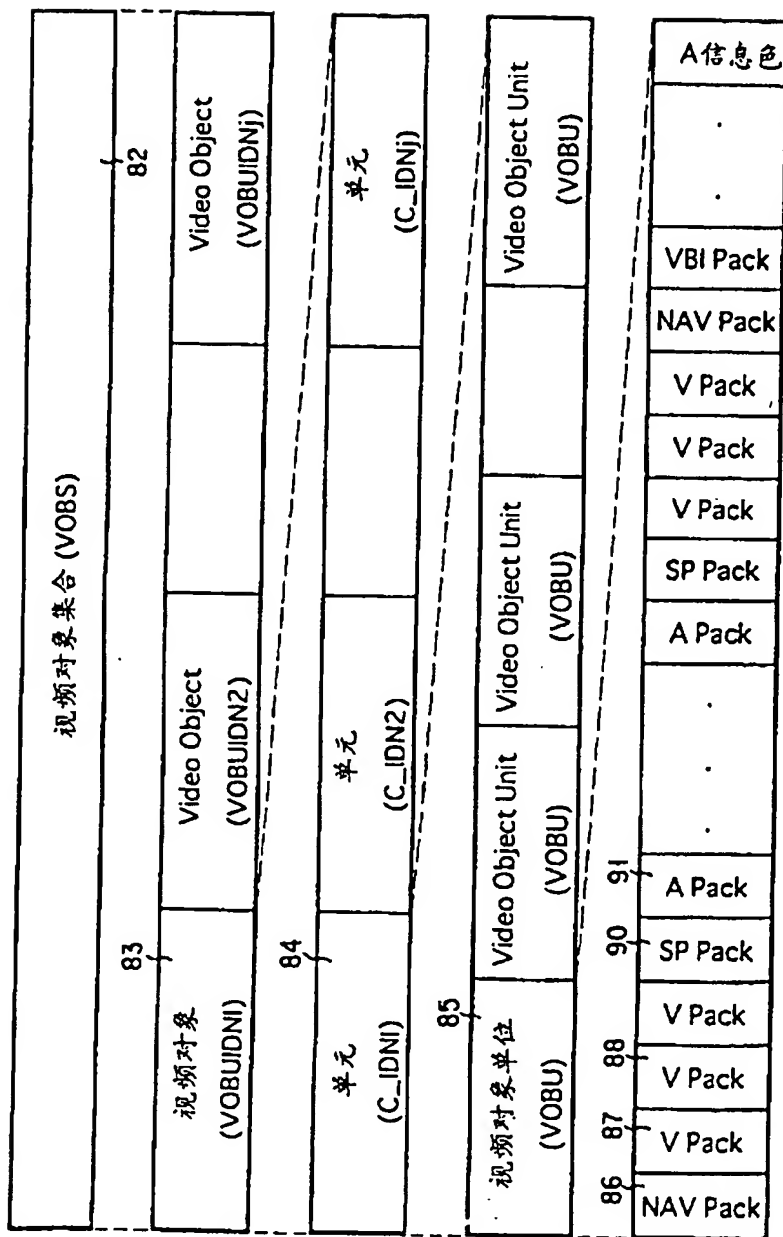 视频对象集合 (VOBS)
82
83
视频对象
(VOBUIDN1)
Video Object
(VOBUIDN2)
Video Object
(VOBUIDNj)
84
单元
(C_IDN1)
单元
(C_IDN2)
单元
(C_IDNj)
85
视频对象单位
(VOBU)
Video Object Unit
(VOBU)
Video Object Unit
(VOBU)
Video Object Unit
(VOBU)
86
87
88
90
91
NAV Pack
V Pack
V Pack
V Pack
SP Pack
A Pack
A Pack
SP Pack
V Pack
V Pack
V Pack
NAV Pack
VBI Pack
A信息色